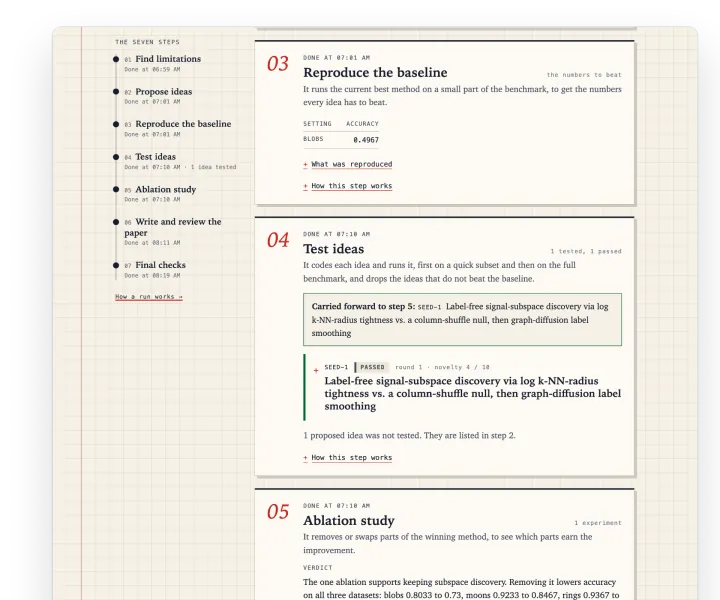 THE SEVEN STEPS
01 Find limitations
Done at 06:59 AM
02 Propose ideas
Done at 07:01 AM
03 Reproduce the baseline
Done at 07:01 AM
04 Test ideas
Done at 07:10 AM · 1 idea tested
05 Ablation study
Done at 07:10 AM
06 Write and review the
paper
Done at 08:11 AM
07 Final checks
Done at 08:19 AM
How a run works →
03
DONE AT 07:01 AM
Reproduce the baseline
the numbers to beat
It runs the current best method on a small part of the benchmark, to get the numbers
every idea has to beat.
SETTING ACCURACY
BLOBS 0.4967
+ What was reproduced
+ How this step works
04
DONE AT 07:10 AM
Test ideas
1 tested, 1 passed
It codes each idea and runs it, first on a quick subset and then on the full
benchmark, and drops the ideas that do not beat the baseline.
Carried forward to step 5: SEED-1 Label-free signal-subspace discovery via log
k-NN-radius tightness vs. a column-shuffle null, then graph-diffusion label
smoothing
+ SEED-1 PASSED round 1 · novelty 4 / 10
Label-free signal-subspace discovery via log k-NN-radius
tightness vs. a column-shuffle null, then graph-diffusion label
smoothing
1 proposed idea was not tested. They are listed in step 2.
+ How this step works
05
DONE AT 07:10 AM
Ablation study
1 experiment
It removes or swaps parts of the winning method, to see which parts earn the
improvement.
VERDICT
The one ablation supports keeping subspace discovery. Removing it lowers accuracy
on all three datasets: blobs 0.8033 to 0.73, moons 0.9233 to 0.8467, rings 0.9367 to